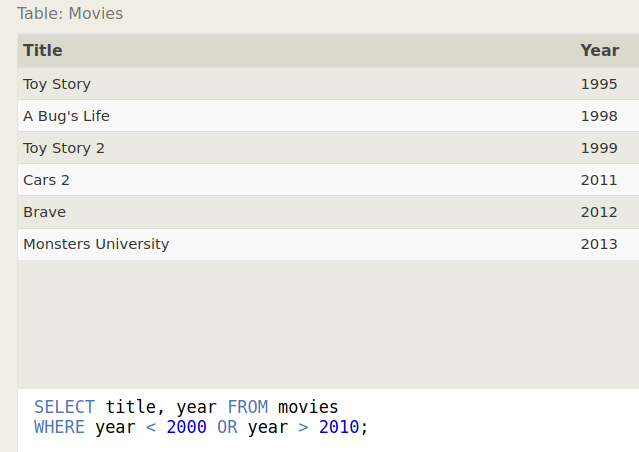 Table: Movies
Title Year
Toy Story 1995
A Bug's Life 1998
Toy Story 2 1999
Cars 2 2011
Brave 2012
Monsters University 2013
SELECT title, year FROM movies
WHERE year < 2000 OR year > 2010;